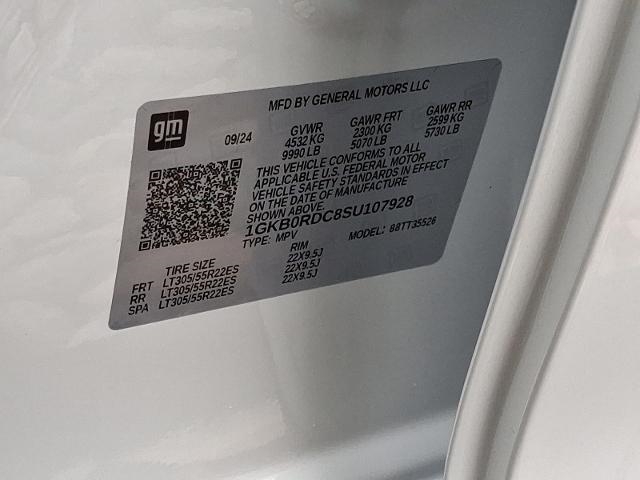 MFD BY GENERAL MOTORS LLC
gm
09/24
GVWR GAWR FRT GAWR RR
4532 KG 2300 KG 2599 KG
9990 LB 5070 LB 5730 LB
THIS VEHICLE CONFORMS TO ALL
APPLICABLE U.S. FEDERAL MOTOR
VEHICLE SAFETY STANDARDS IN EFFECT
ON THE DATE OF MANUFACTURE
SHOWN ABOVE.
1GKB0RDC8SU107928
TYPE: MPV MODEL: 88TT35526
TIRE SIZE RIM
FRT LT305/55R22ES 22X9.5J
RR LT305/55R22ES 22X9.5J
SPA LT305/55R22ES 22X9.5J